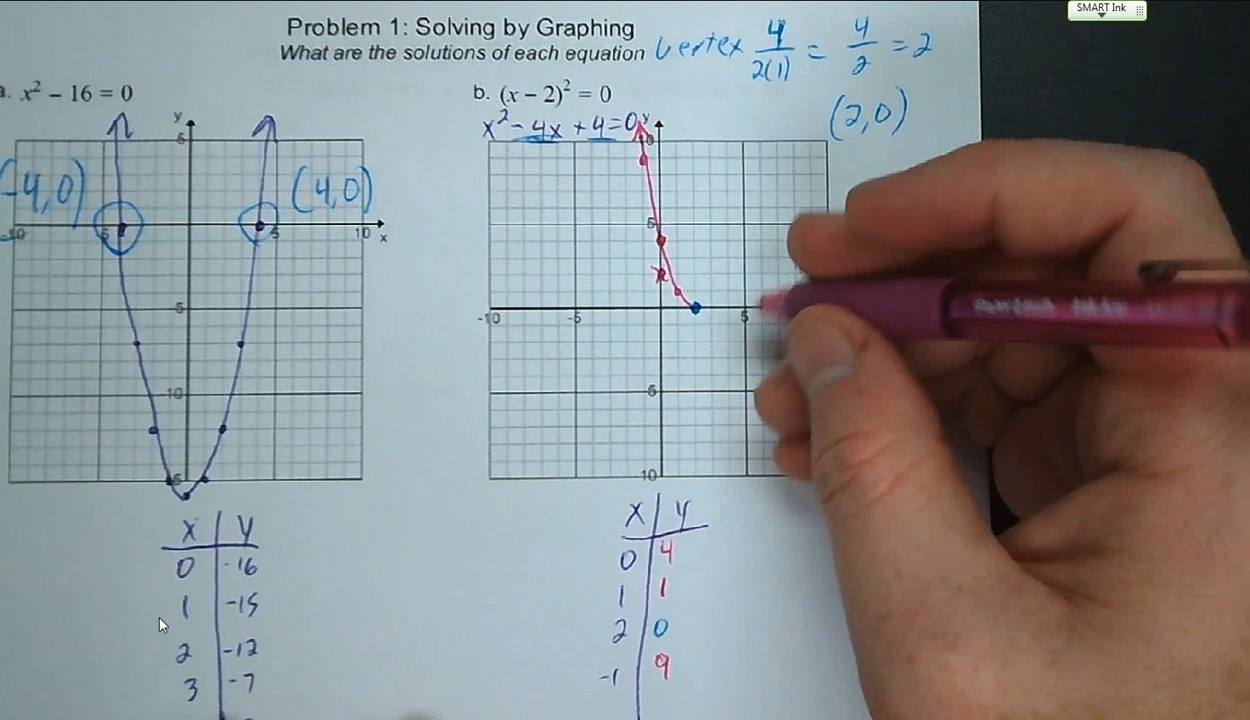 SMART Ink
Problem 1: Solving by Graphing
What are the solutions of each equation
Vertex 4/2(1) = 4/2 = 2
(2,0)
a. x² − 16 = 0
b. (x − 2)² = 0
x² − 4x + 4 = 0
y
5
(-4,0)
(4,0)
-10
5
10
x
-5
-10
y
10
5
-10
-5
5
-5
-10
x | y
0 | -16
1 | -15
2 | -12
3 | -7
x | y
0 | 4
1 | 1
2 | 0
-1 | 9